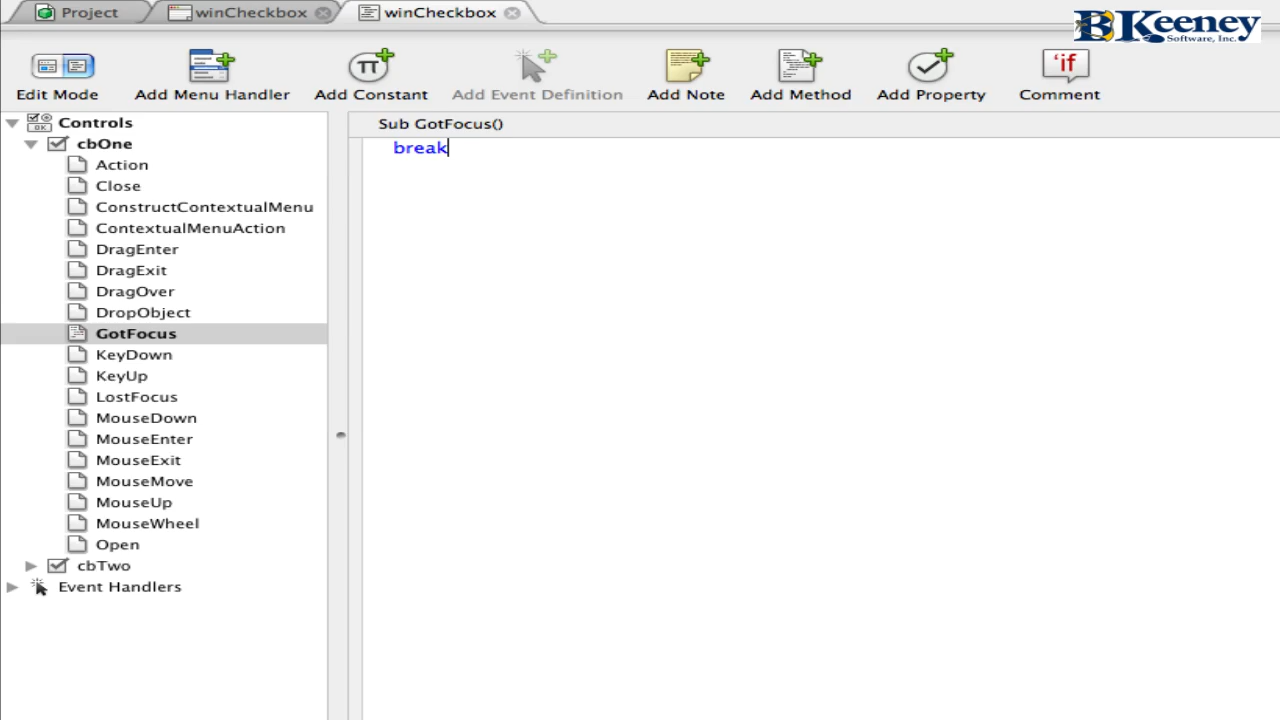 Project
winCheckbox
winCheckbox
BKeeney
Software, Inc.
Edit Mode
Add Menu Handler
Add Constant
Add Event Definition
Add Note
Add Method
Add Property
'if
Comment
π
OK
Controls
cbOne
Action
Close
ConstructContextualMenu
ContextualMenuAction
DragEnter
DragExit
DragOver
DropObject
GotFocus
KeyDown
KeyUp
LostFocus
MouseDown
MouseEnter
MouseExit
MouseMove
MouseUp
MouseWheel
Open
cbTwo
Event Handlers
Sub GotFocus()
break